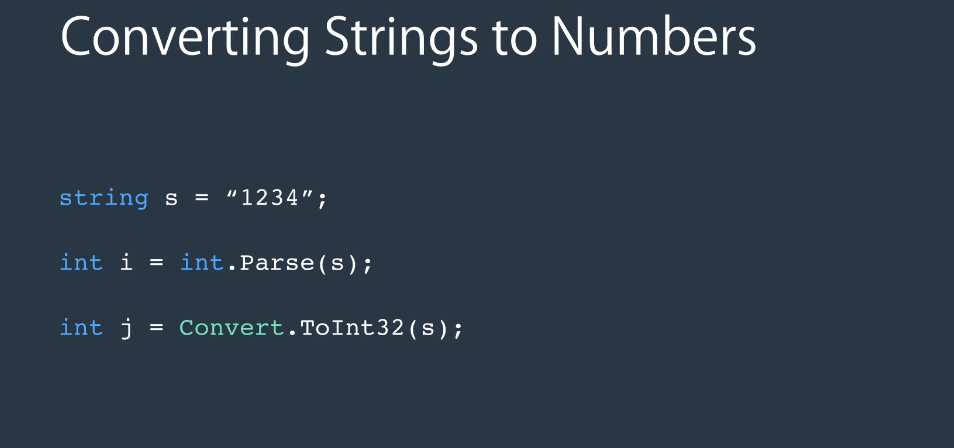 Converting Strings to Numbers
string s = “1234”;
int i = int.Parse(s);
int j = Convert.ToInt32(s);